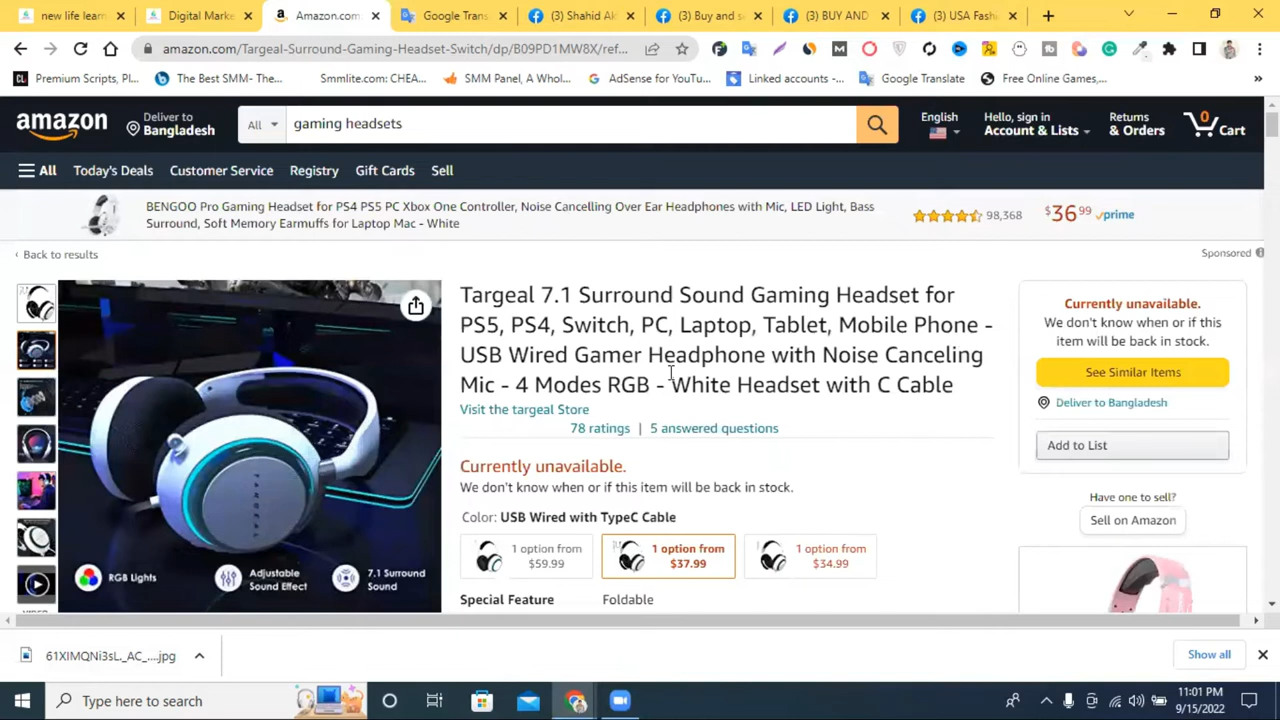 new life learn
Digital Marke
Amazon.com
Google Trans
(3) Shahid Ak
(3) Buy and se
(3) BUY AND
(3) USA Fash
amazon.com/Targeal-Surround-Gaming-Headset-Switch/dp/B09PD1MW8X/ref...
Premium Scripts, Pl...
The Best SMM- The...
Smmlite.com: CHEA...
SMM Panel, A Whol...
AdSense for YouTu...
Linked accounts -...
Google Translate
Free Online Games,...
amazon
Deliver to
Bangladesh
All
gaming headsets
English
Hello, sign in
Account & Lists
Returns
& Orders
0
Cart
All
Today's Deals
Customer Service
Registry
Gift Cards
Sell
BENGOO Pro Gaming Headset for PS4 PS5 PC Xbox One Controller, Noise Cancelling Over Ear Headphones with Mic, LED Light, Bass
Surround, Soft Memory Earmuffs for Laptop Mac - White
98,368
$36 99
prime
‹ Back to results
Sponsored
Targeal 7.1 Surround Sound Gaming Headset for
PS5, PS4, Switch, PC, Laptop, Tablet, Mobile Phone -
USB Wired Gamer Headphone with Noise Canceling
Mic - 4 Modes RGB - White Headset with C Cable
Visit the targeal Store
78 ratings | 5 answered questions
Currently unavailable.
We don't know when or if this item will be back in stock.
Color: USB Wired with TypeC Cable
1 option from
$59.99
1 option from
$37.99
1 option from
$34.99
Special Feature
Foldable
TARGEAL
RGB Lights
Adjustable
Sound Effect
7.1 Surround
Sound
Currently unavailable.
We don't know when or if this
item will be back in stock.
See Similar Items
Deliver to Bangladesh
Add to List
Have one to sell?
Sell on Amazon
61XIMQNi3sL._AC_....jpg
Show all
Type here to search
11:01 PM
9/15/2022